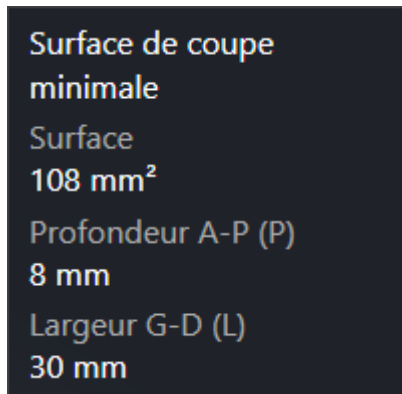 Surface de coupe
minimale
Surface
108 mm²
Profondeur A-P (P)
8 mm
Largeur G-D (L)
30 mm